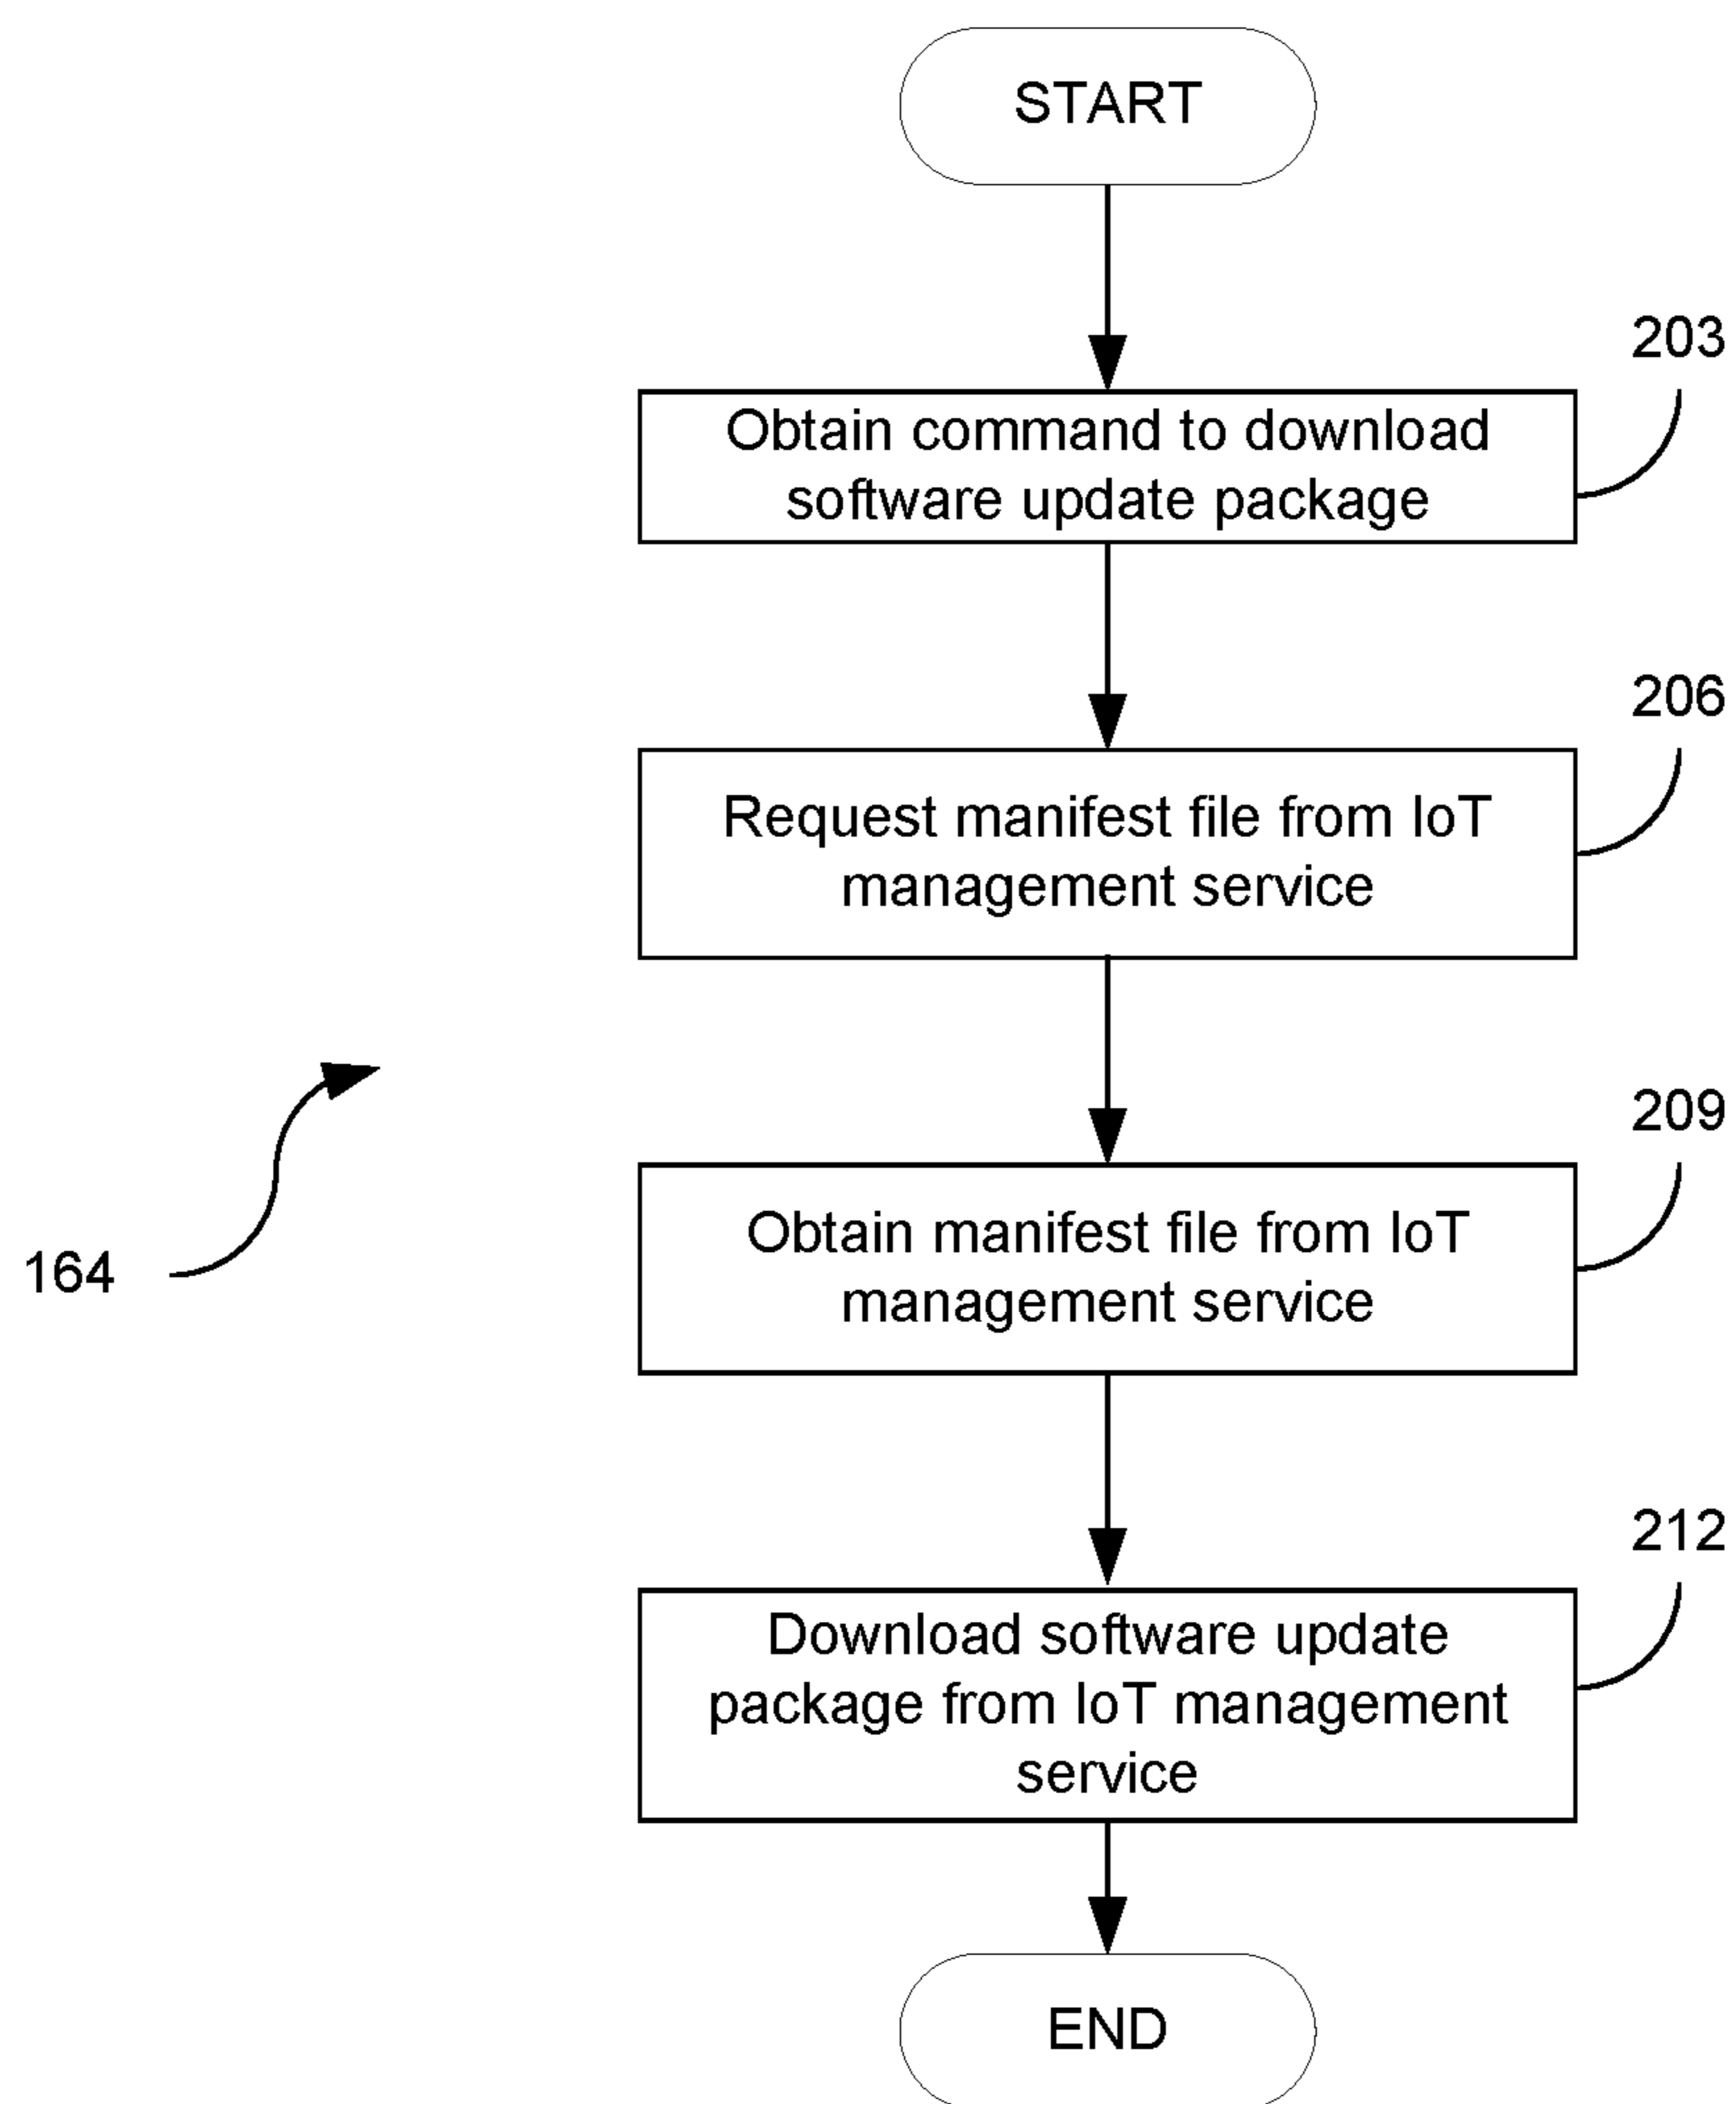 START
203
Obtain command to download
software update package
206
Request manifest file from IoT
management service
209
Obtain manifest file from IoT
management service
164
212
Download software update
package from IoT management
service
END